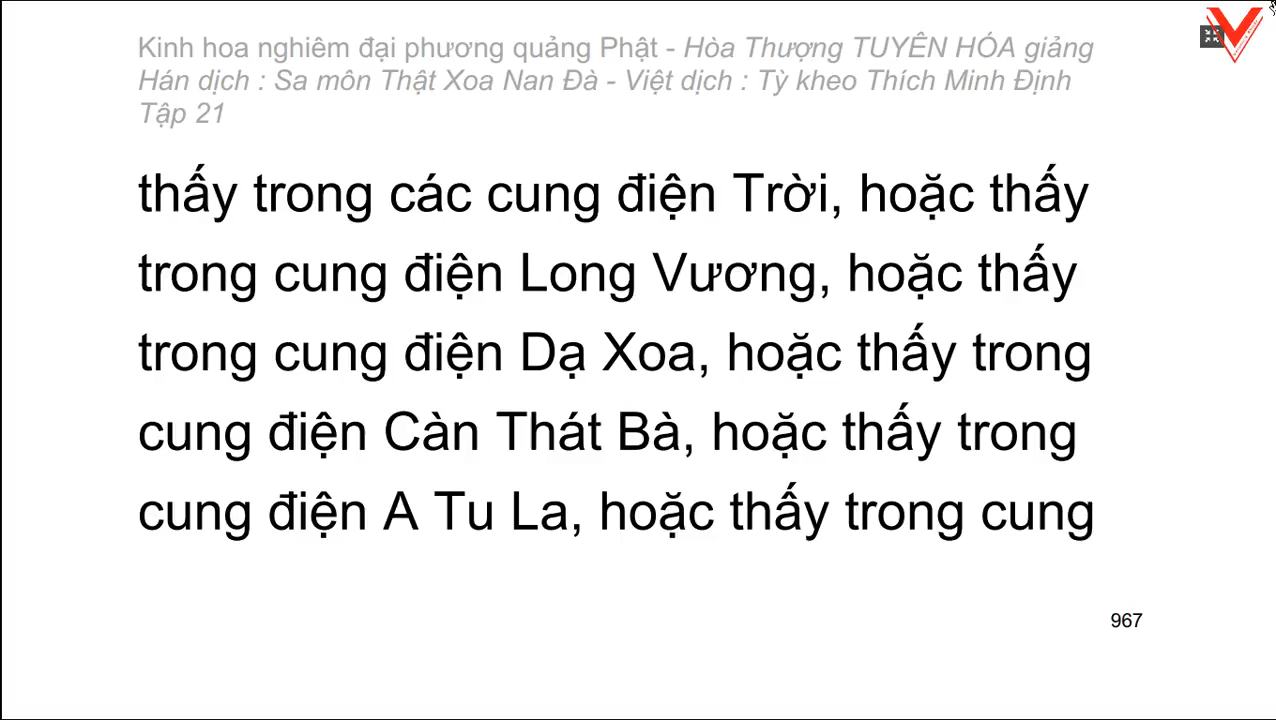 Kinh hoa nghiêm đại phương quảng Phật - Hòa Thượng TUYÊN HÓA giảng
Hán dịch : Sa môn Thật Xoa Nan Đà - Việt dịch : Tỳ kheo Thích Minh Định
Tập 21
thấy trong các cung điện Trời, hoặc thấy
trong cung điện Long Vương, hoặc thấy
trong cung điện Dạ Xoa, hoặc thấy trong
cung điện Càn Thát Bà, hoặc thấy trong
cung điện A Tu La, hoặc thấy trong cung
967